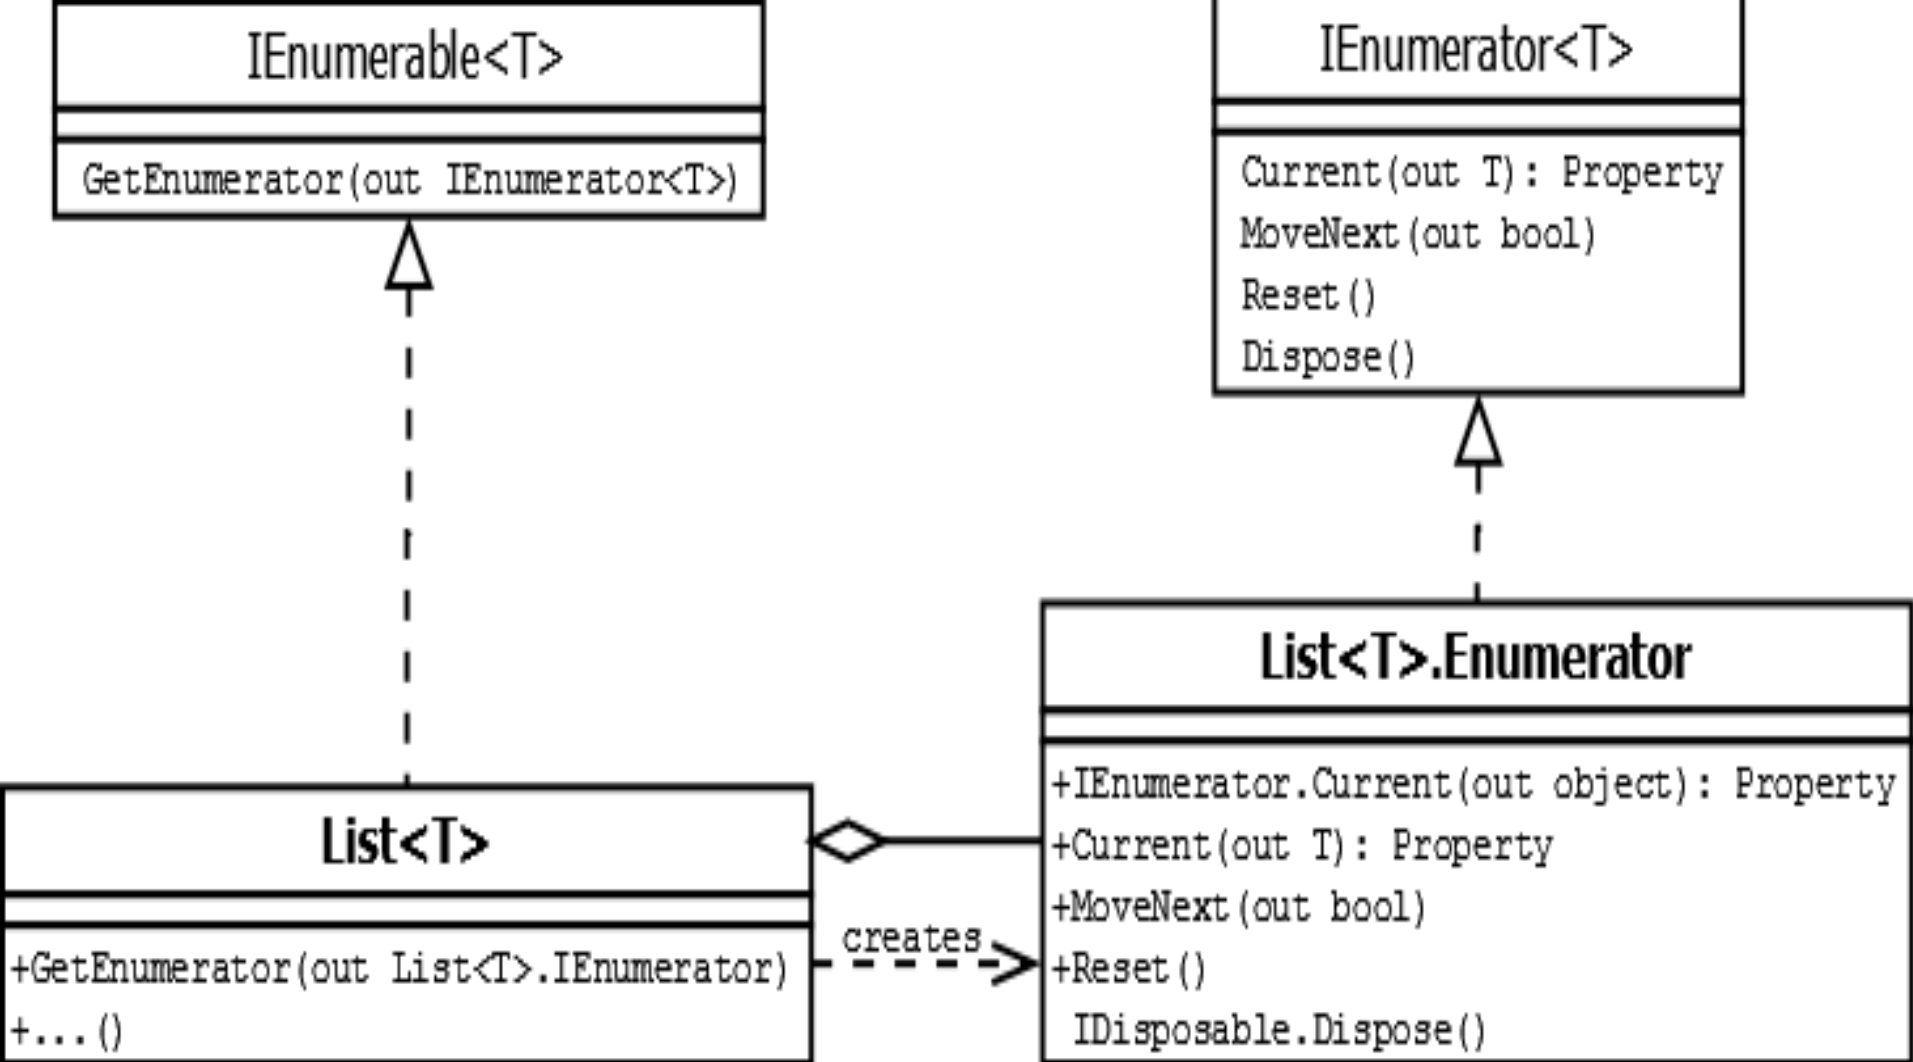 IEnumerable<T>
GetEnumerator(out IEnumerator<T>)
IEnumerator<T>
Current(out T): Property
MoveNext(out bool)
Reset()
Dispose()
List<T>
+GetEnumerator(out List<T>.IEnumerator)
+...()
creates
List<T>.Enumerator
+IEnumerator.Current(out object): Property
+Current(out T): Property
+MoveNext(out bool)
+Reset()
IDisposable.Dispose()